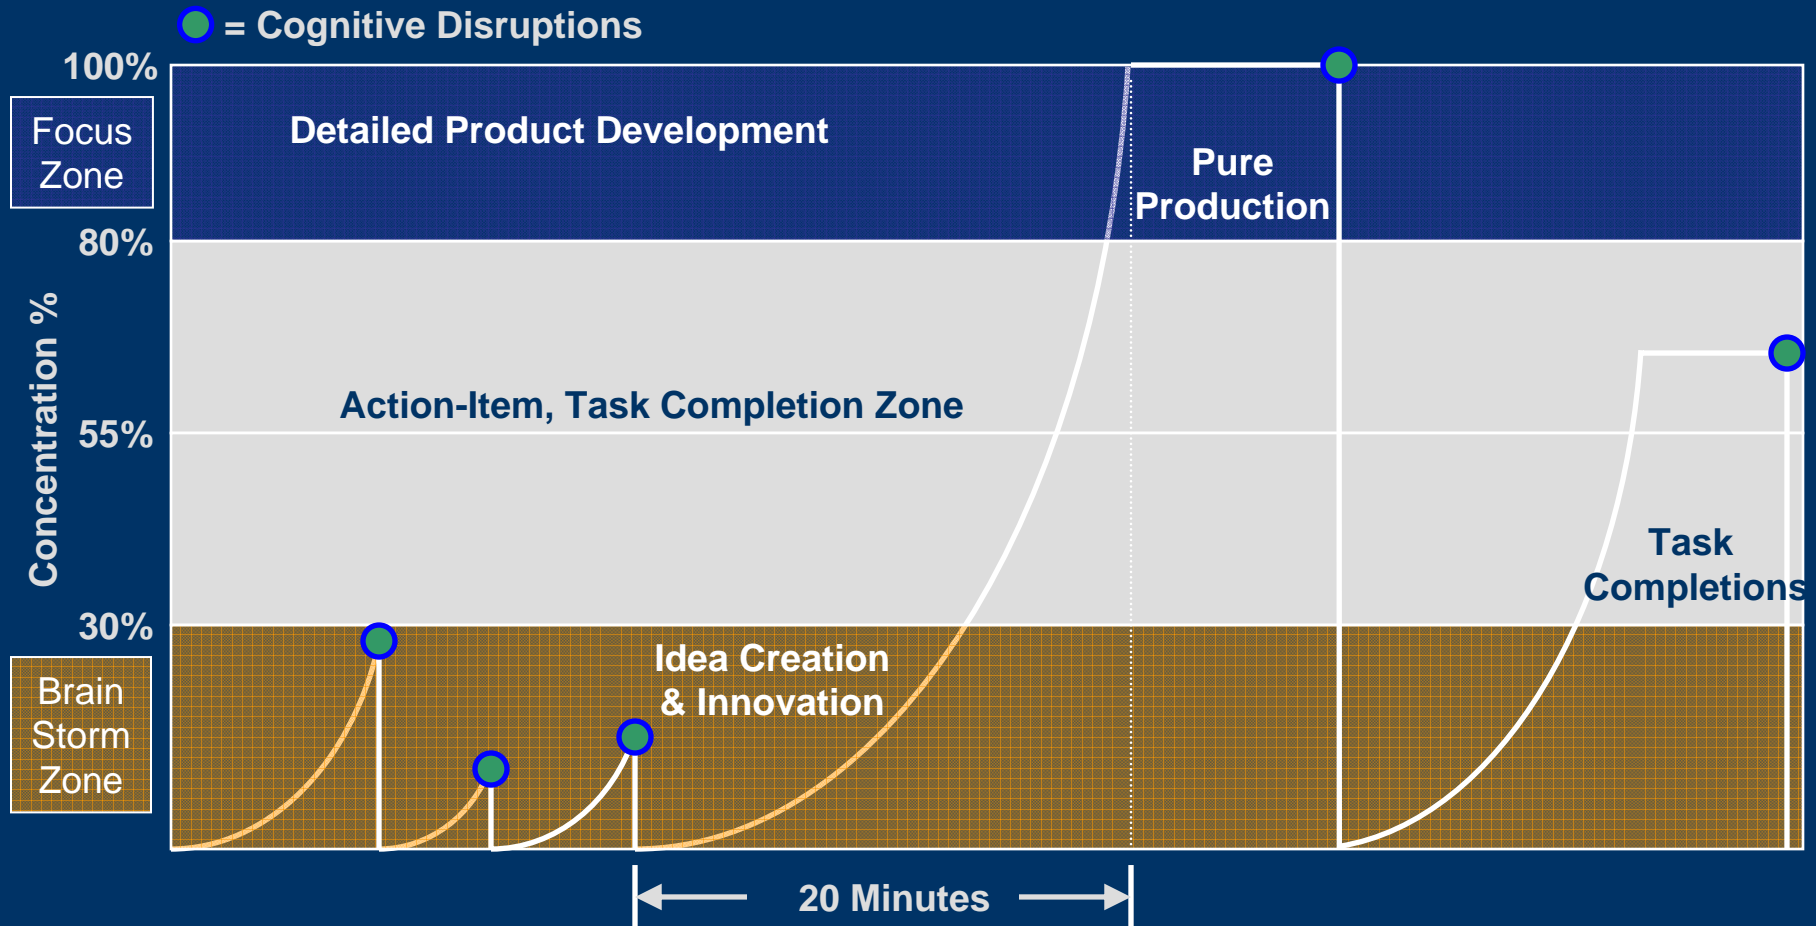 = Cognitive Disruptions
100%
Focus
Zone
Detailed Product Development
Pure
Production
80%
Concentration %
Action-Item, Task Completion Zone
55%
Task
Completions
30%
Idea Creation
& Innovation
Brain
Storm
Zone
20 Minutes